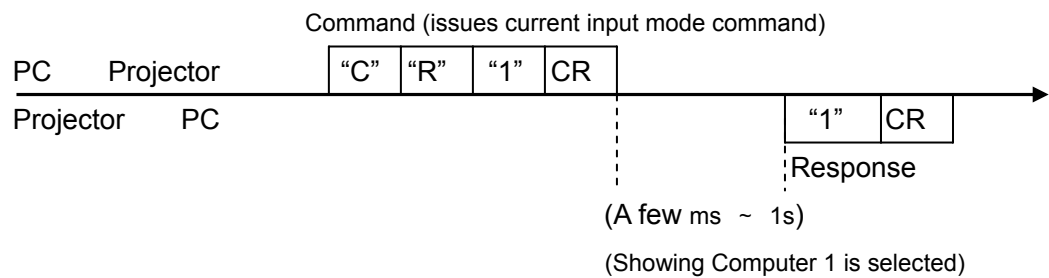 Command (issues current input mode command)
PC Projector “C” “R” “1” CR
Projector PC “1” CR
Response
(A few ms ~ 1s)
(Showing Computer 1 is selected)